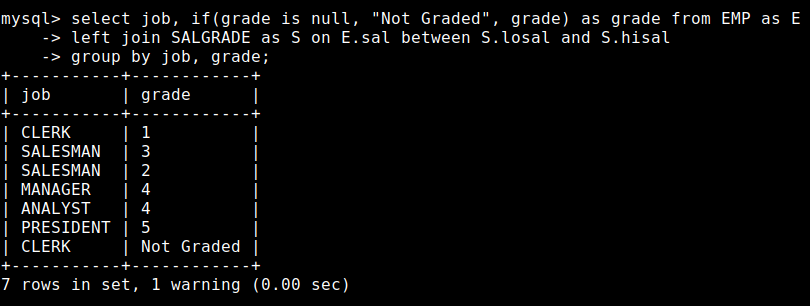 mysql> select job, if(grade is null, "Not Graded", grade) as grade from EMP as E
    -> left join SALGRADE as S on E.sal between S.losal and S.hisal
    -> group by job, grade;
+-----------+------------+
| job       | grade      |
+-----------+------------+
| CLERK     | 1          |
| SALESMAN  | 3          |
| SALESMAN  | 2          |
| MANAGER   | 4          |
| ANALYST   | 4          |
| PRESIDENT | 5          |
| CLERK     | Not Graded |
+-----------+------------+
7 rows in set, 1 warning (0.00 sec)